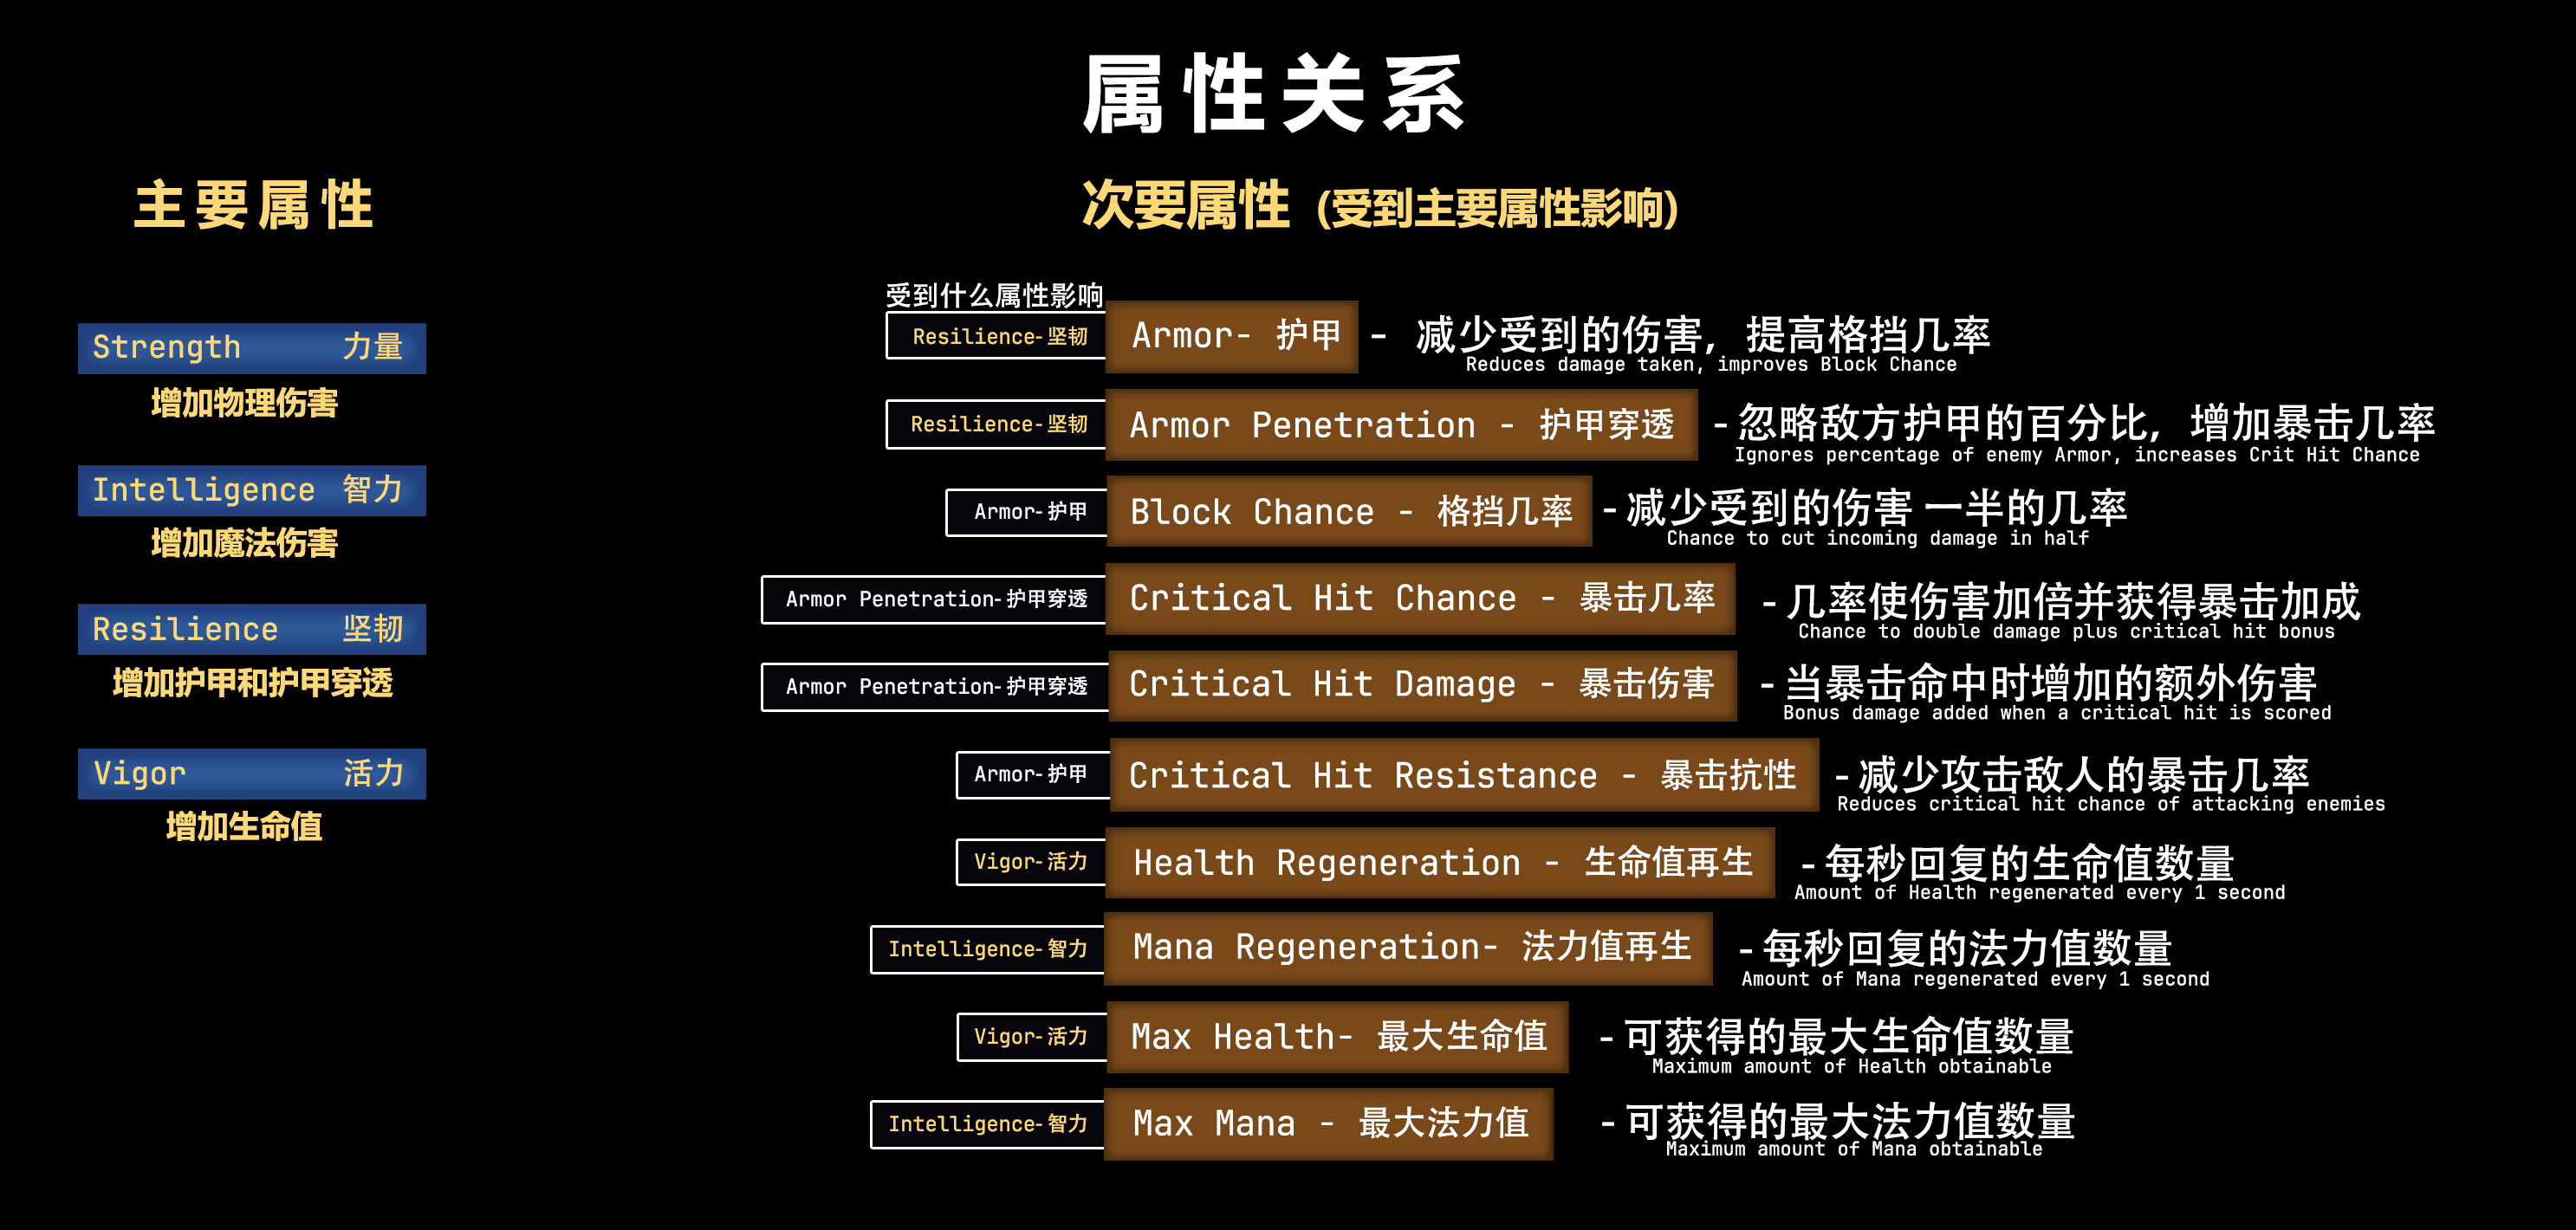 属性关系
主要属性
Strength 力量
增加物理伤害
Intelligence 智力
增加魔法伤害
Resilience 坚韧
增加护甲和护甲穿透
Vigor 活力
增加生命值
次要属性 (受到主要属性影响)
受到什么属性影响
Resilience-坚韧 Armor- 护甲 - 减少受到的伤害, 提高格挡几率
Reduces damage taken, improves Block Chance
Resilience-坚韧 Armor Penetration - 护甲穿透 -忽略敌方护甲的百分比, 增加暴击几率
Ignores percentage of enemy Armor, increases Crit Hit Chance
Armor-护甲 Block Chance - 格挡几率 -减少受到的伤害 一半的几率
Chance to cut incoming damage in half
Armor Penetration-护甲穿透 Critical Hit Chance - 暴击几率 -几率使伤害加倍并获得暴击加成
Chance to double damage plus critical hit bonus
Armor Penetration-护甲穿透 Critical Hit Damage - 暴击伤害 -当暴击命中时增加的额外伤害
Bonus damage added when a critical hit is scored
Armor-护甲 Critical Hit Resistance - 暴击抗性 -减少攻击敌人的暴击几率
Reduces critical hit chance of attacking enemies
Vigor-活力 Health Regeneration - 生命值再生 -每秒回复的生命值数量
Amount of Health regenerated every 1 second
Intelligence-智力 Mana Regeneration- 法力值再生 -每秒回复的法力值数量
Amount of Mana regenerated every 1 second
Vigor-活力 Max Health- 最大生命值 -可获得的最大生命值数量
Maximum amount of Health obtainable
Intelligence-智力 Max Mana - 最大法力值 -可获得的最大法力值数量
Maximum amount of Mana obtainable